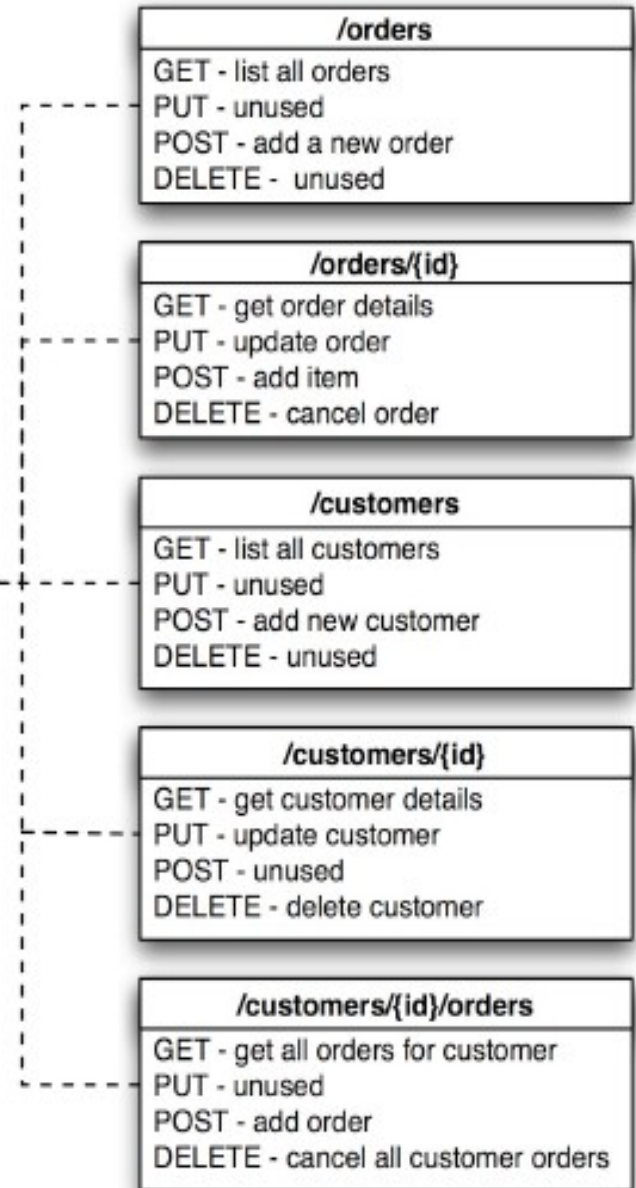 /orders
GET - list all orders
PUT - unused
POST - add a new order
DELETE -  unused
/orders/{id}
GET - get order details
PUT - update order
POST - add item
DELETE - cancel order
/customers
GET - list all customers
PUT - unused
POST - add new customer
DELETE - unused
/customers/{id}
GET - get customer details
PUT - update customer
POST - unused
DELETE - delete customer
/customers/{id}/orders
GET - get all orders for customer
PUT - unused
POST - add order
DELETE - cancel all customer orders